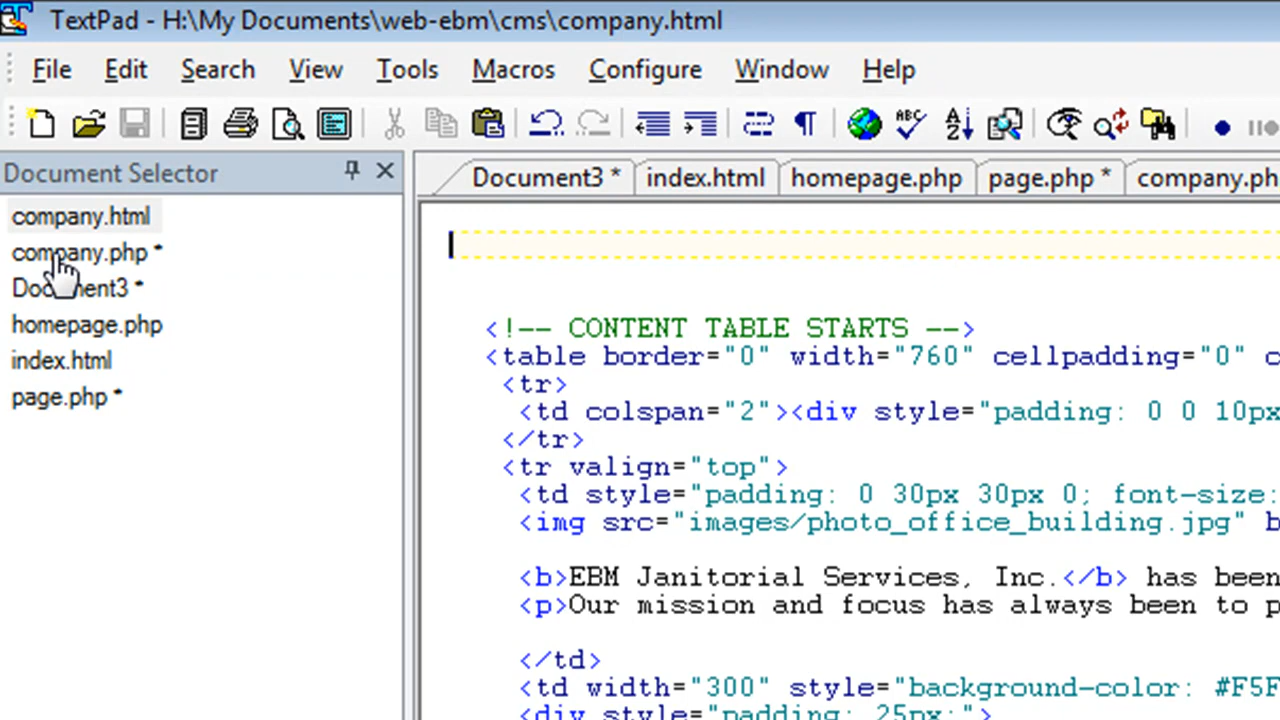 TextPad - H:\My Documents\web-ebm\cms\company.html
File Edit Search View Tools Macros Configure Window Help
Document Selector
company.html
company.php *
Document3 *
homepage.php
index.html
page.php *
Document3 * index.html homepage.php page.php * company.ph
<!-- CONTENT TABLE STARTS -->
<table border="0" width="760" cellpadding="0" c
<tr>
<td colspan="2"><div style="padding: 0 0 10px
</tr>
<tr valign="top">
<td style="padding: 0 30px 30px 0; font-size:
<img src="images/photo_office_building.jpg" b
<b>EBM Janitorial Services, Inc.</b> has been
<p>Our mission and focus has always been to p
</td>
<td width="300" style="background-color: #F5F
<div style="padding: 25px;">